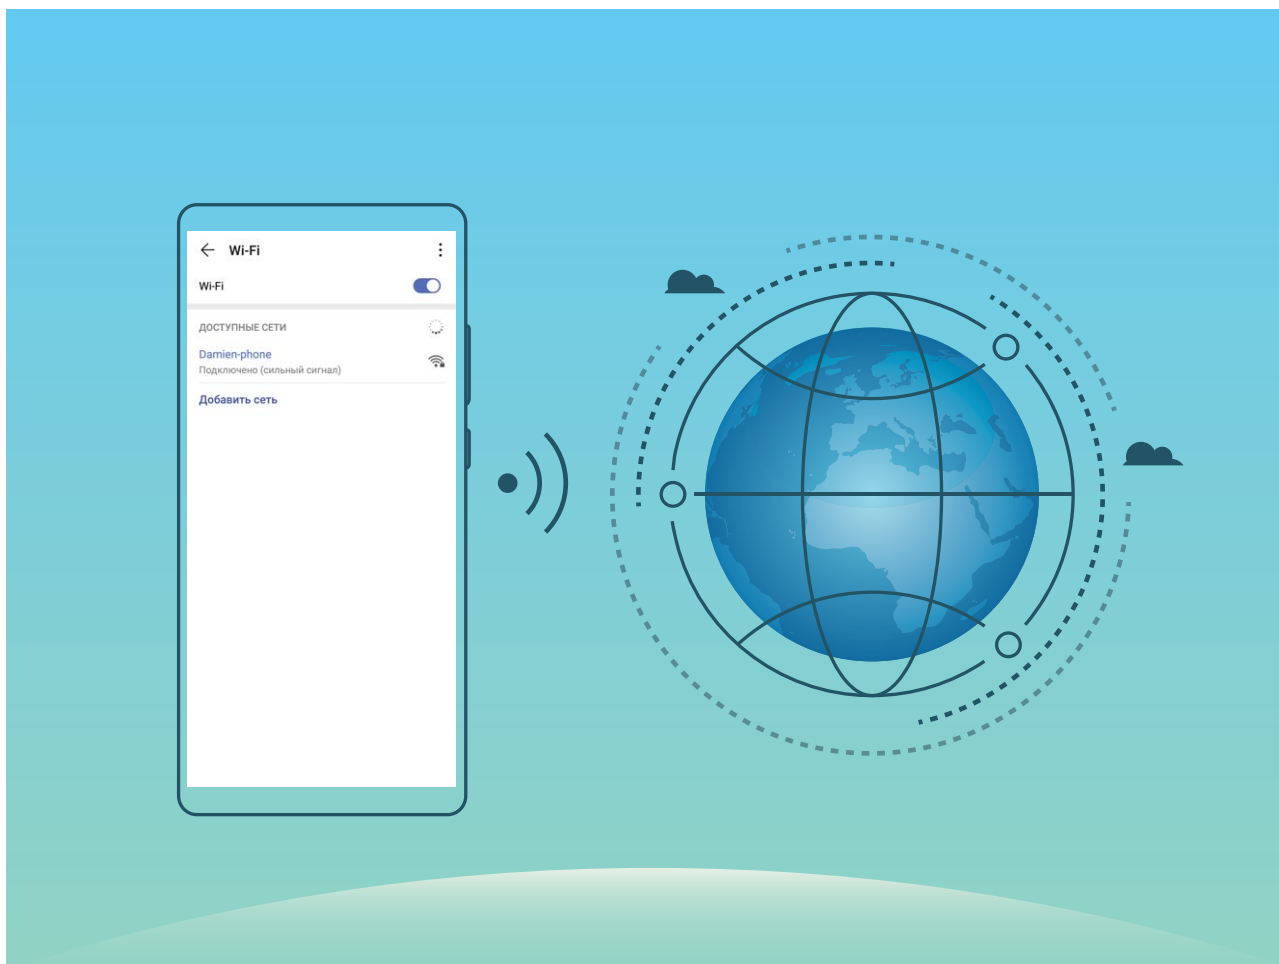 Wi-Fi
Wi-Fi
ДОСТУПНЫЕ СЕТИ
Damien-phone
Подключено (сильный сигнал)
Добавить сеть